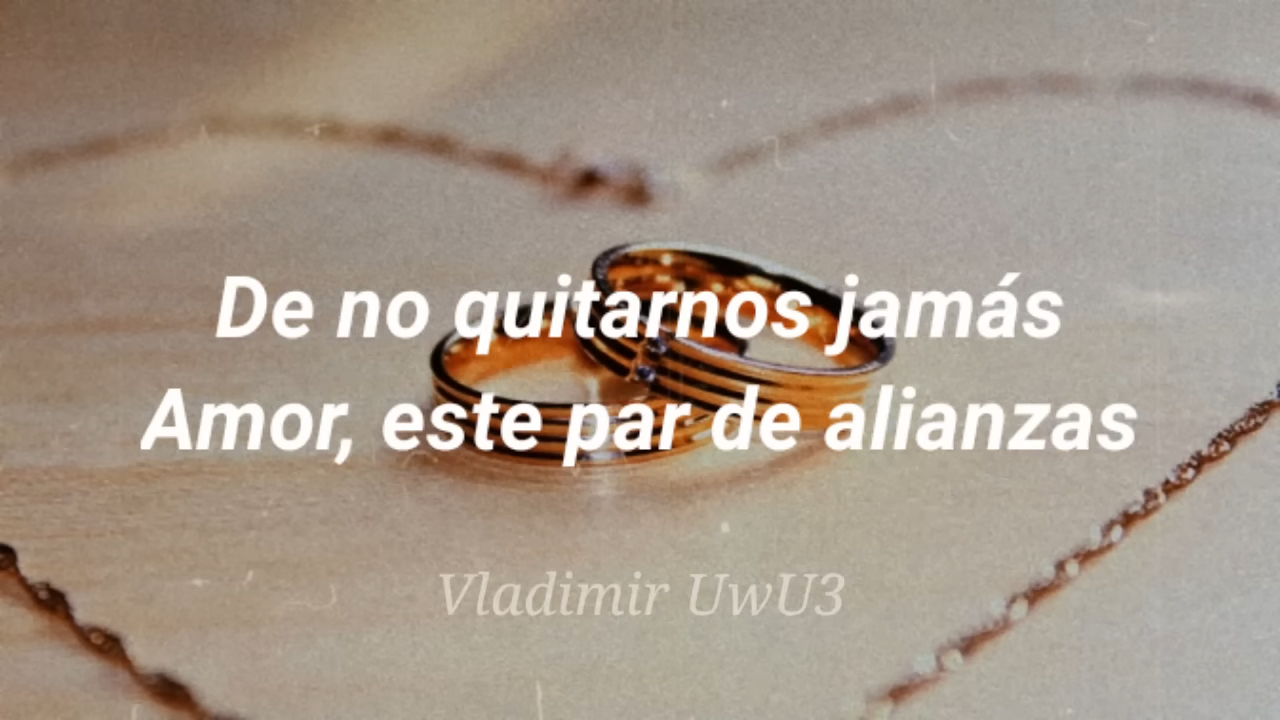 De no quitarnos jamás
Amor, este par de alianzas
Vladimir UwU3